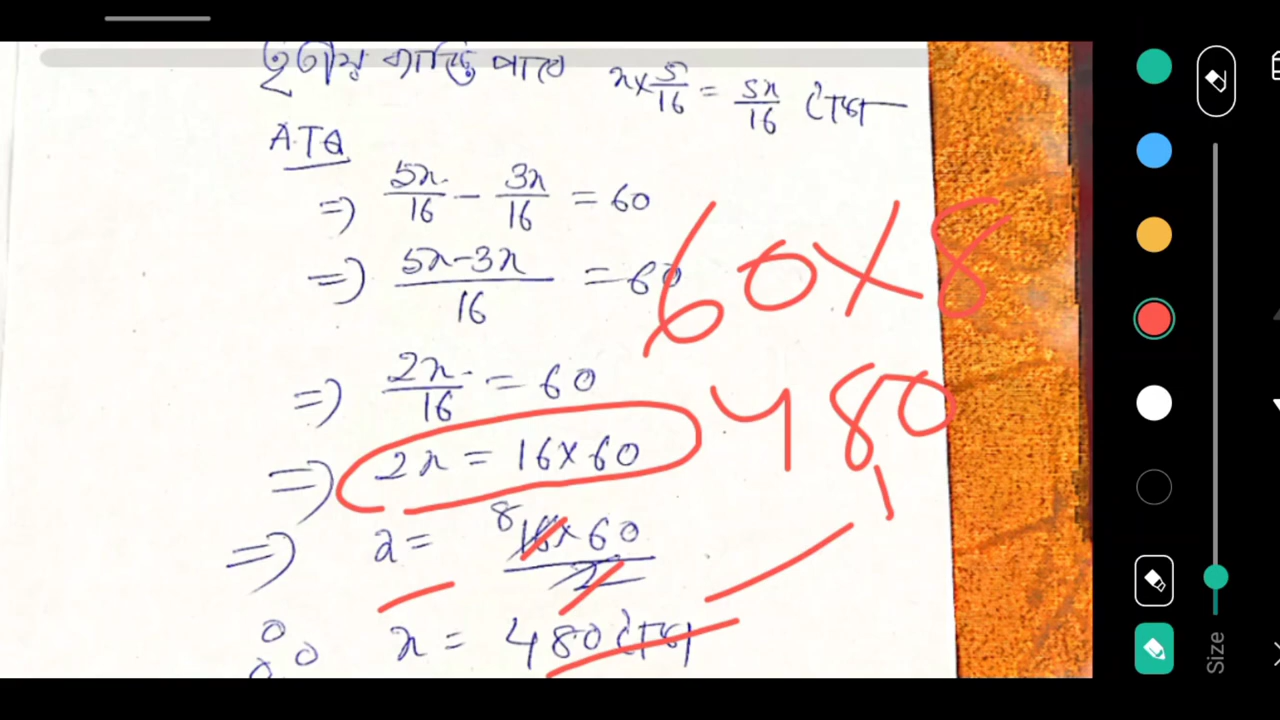 তৃতীয় ব্যক্তি পাবে x × 5/16 = 5x/16 টাকা
A.T.Q
⇒ 5x/16 − 3x/16 = 60
⇒ 5x−3x/16 = 60
60×8
⇒ 2x/16 = 60
480
⇒ 2x = 16×60
⇒ x = 8 16×60/2
∴ x = 480 টাকা
Size